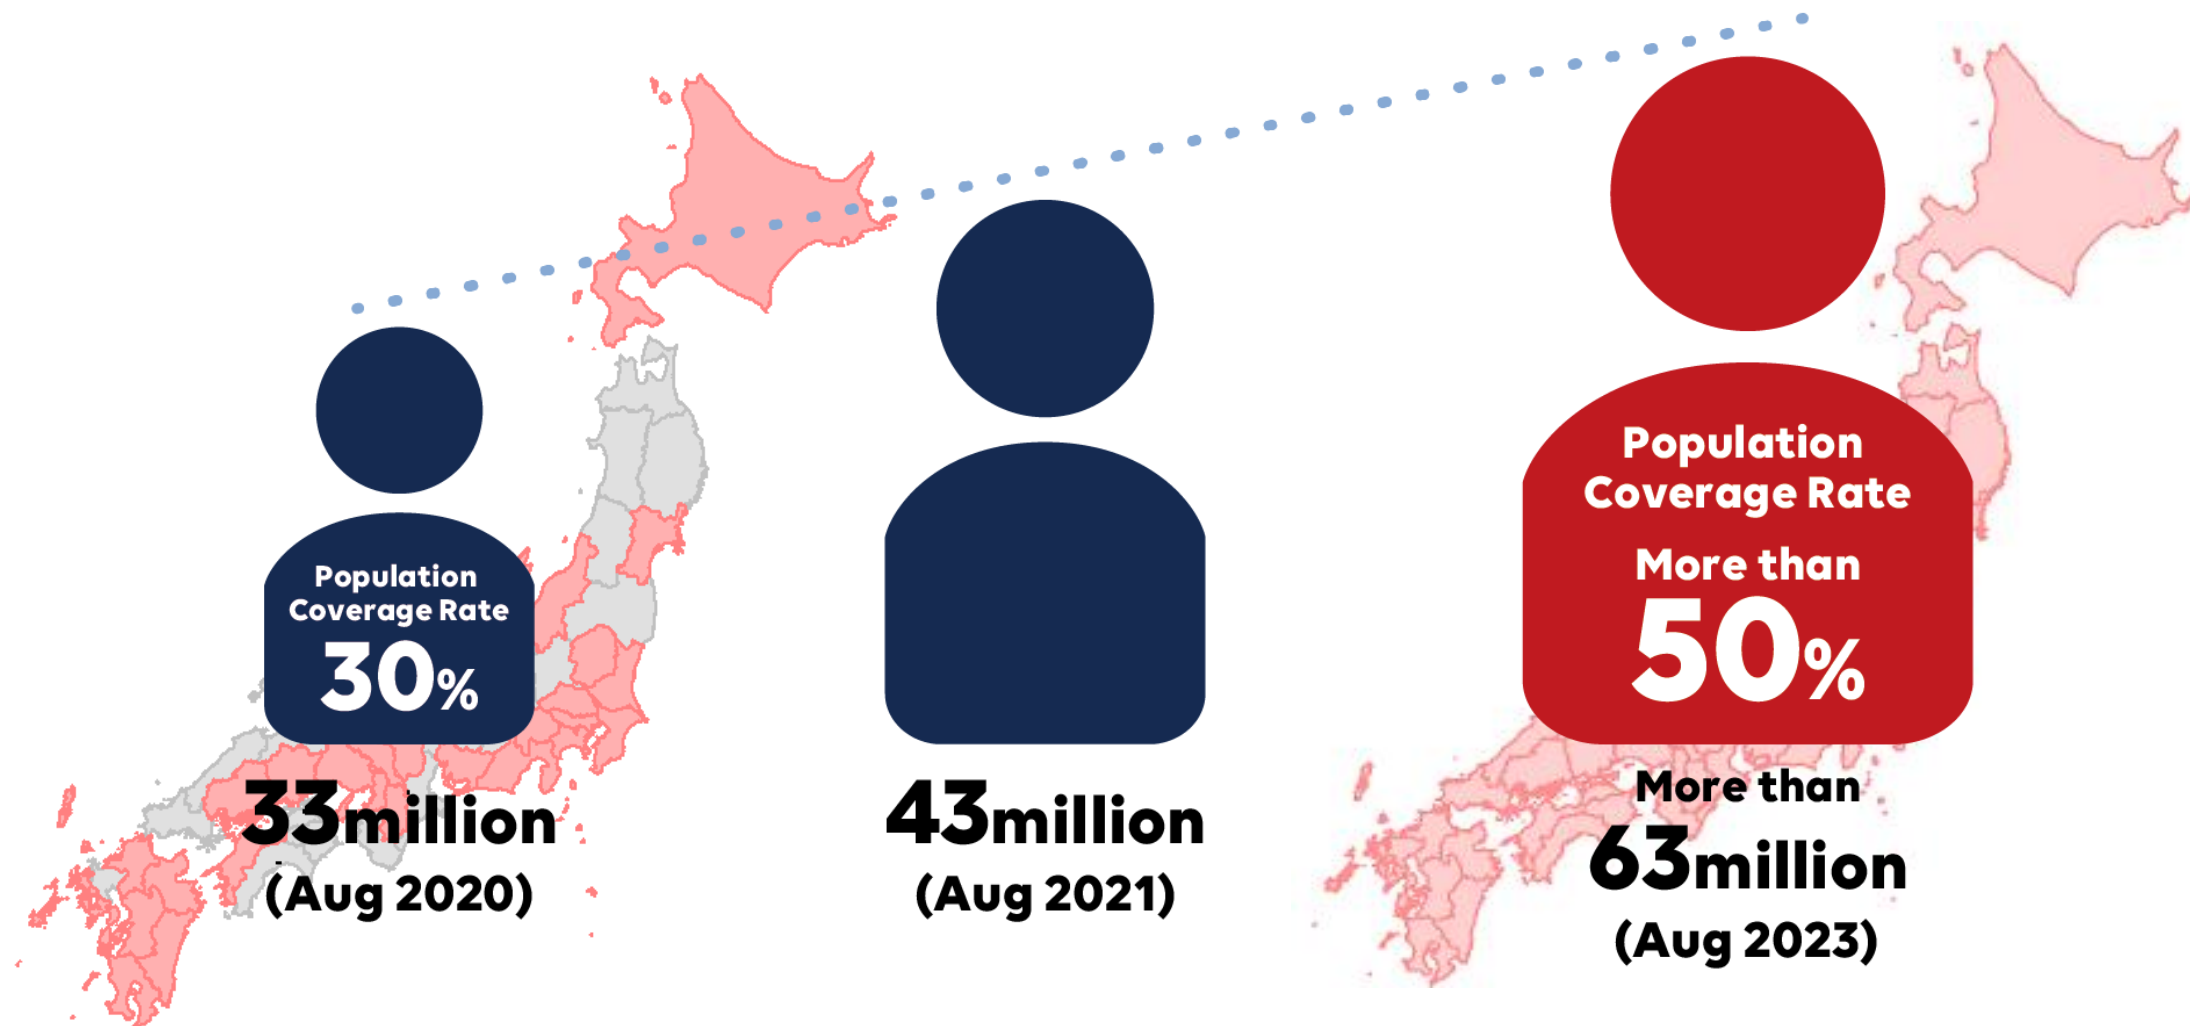 Population
Coverage Rate
30%
33million
(Aug 2020)
43million
(Aug 2021)
Population
Coverage Rate
More than
50%
More than
63million
(Aug 2023)